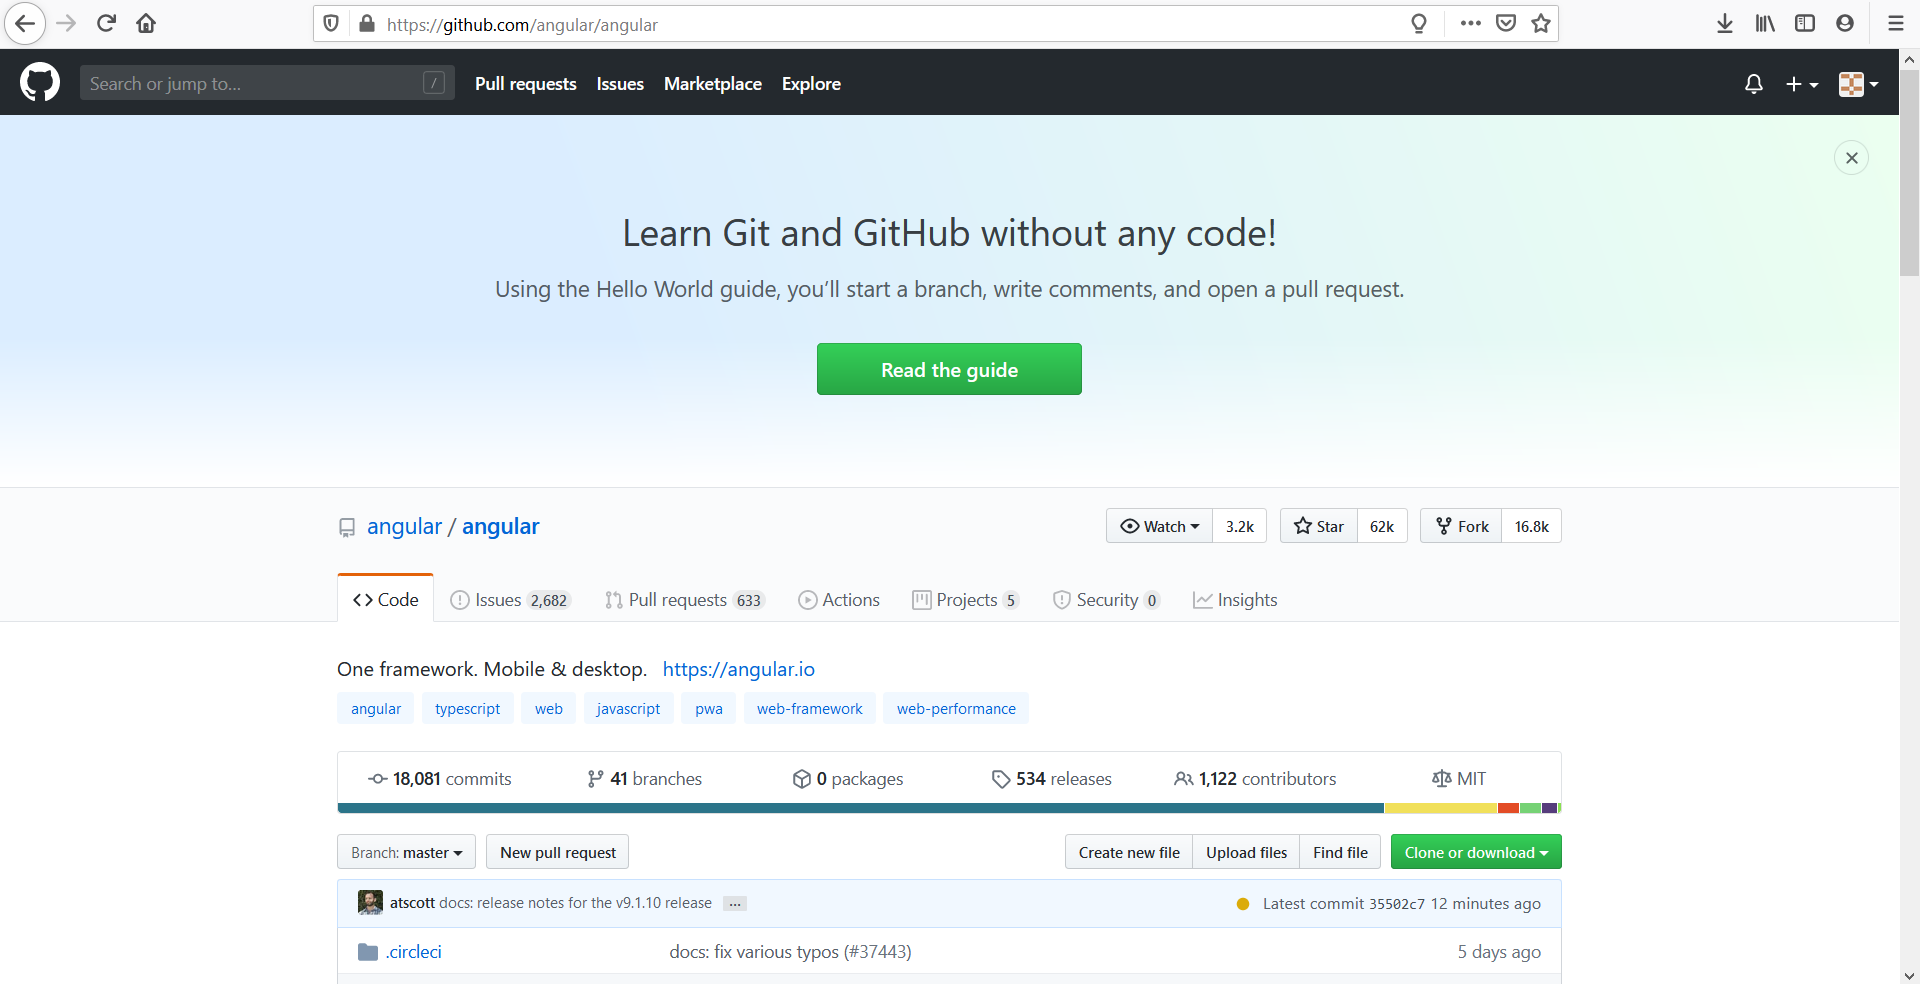 https://github.com/angular/angular
Search or jump to... /
Pull requests Issues Marketplace Explore
Learn Git and GitHub without any code!
Using the Hello World guide, you’ll start a branch, write comments, and open a pull request.
Read the guide
angular / angular
Watch 3.2k Star 62k Fork 16.8k
Code Issues 2,682 Pull requests 633 Actions Projects 5 Security 0 Insights
One framework. Mobile & desktop. https://angular.io
angular typescript web javascript pwa web-framework web-performance
18,081 commits 41 branches 0 packages 534 releases 1,122 contributors MIT
Branch: master New pull request Create new file Upload files Find file Clone or download
atscott docs: release notes for the v9.1.10 release ... Latest commit 35502c7 12 minutes ago
.circleci docs: fix various typos (#37443) 5 days ago